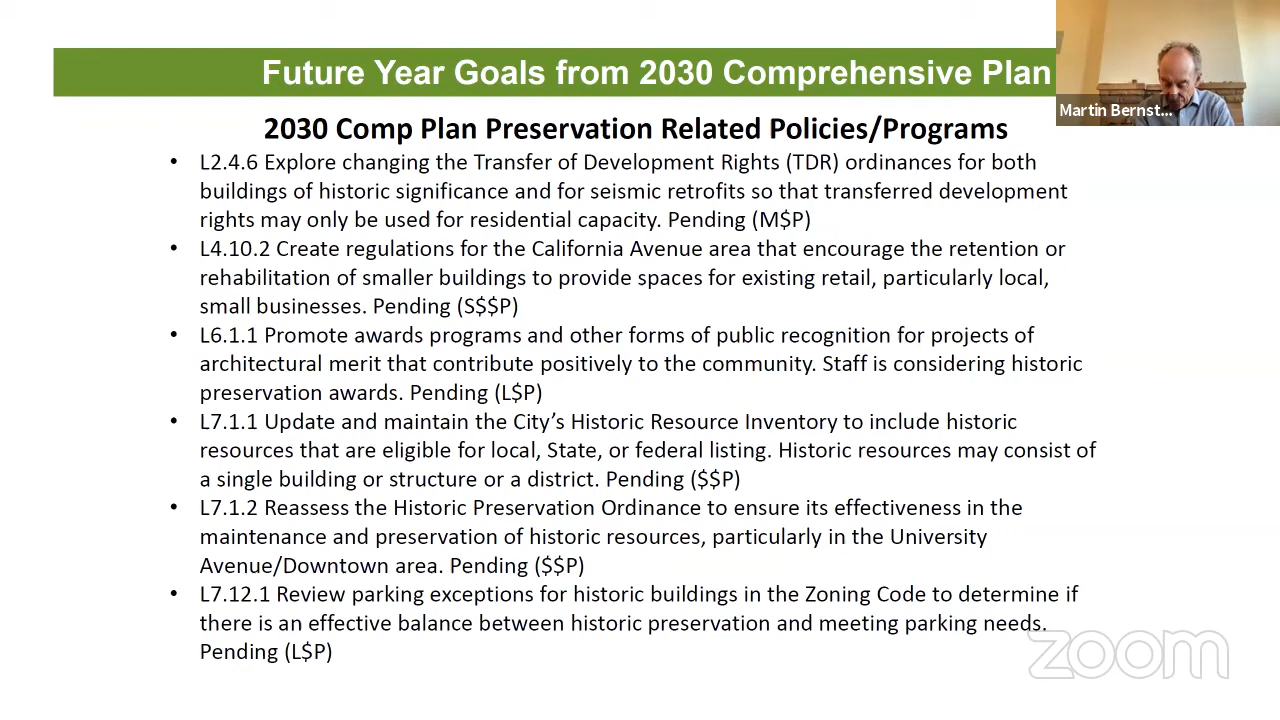 Future Year Goals from 2030 Comprehensive Plan
Martin Bernst...
2030 Comp Plan Preservation Related Policies/Programs
• L2.4.6 Explore changing the Transfer of Development Rights (TDR) ordinances for both
buildings of historic significance and for seismic retrofits so that transferred development
rights may only be used for residential capacity. Pending (M$P)
• L4.10.2 Create regulations for the California Avenue area that encourage the retention or
rehabilitation of smaller buildings to provide spaces for existing retail, particularly local,
small businesses. Pending (S$$P)
• L6.1.1 Promote awards programs and other forms of public recognition for projects of
architectural merit that contribute positively to the community. Staff is considering historic
preservation awards. Pending (L$P)
• L7.1.1 Update and maintain the City’s Historic Resource Inventory to include historic
resources that are eligible for local, State, or federal listing. Historic resources may consist of
a single building or structure or a district. Pending ($$P)
• L7.1.2 Reassess the Historic Preservation Ordinance to ensure its effectiveness in the
maintenance and preservation of historic resources, particularly in the University
Avenue/Downtown area. Pending ($$P)
• L7.12.1 Review parking exceptions for historic buildings in the Zoning Code to determine if
there is an effective balance between historic preservation and meeting parking needs.
Pending (L$P)
zoom